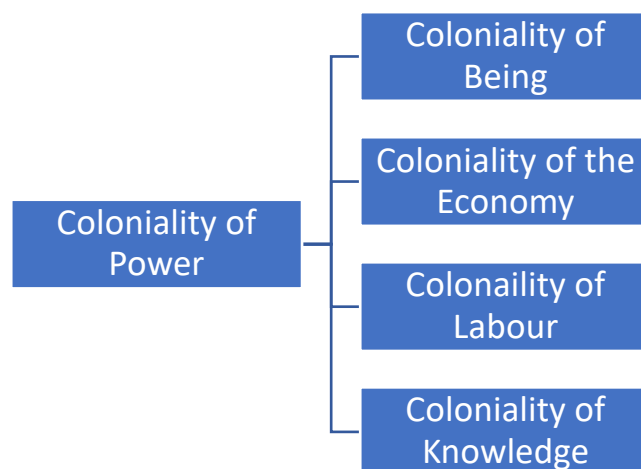 Coloniality of
Power
Coloniality of
Being
Coloniality of the
Economy
Colonaility of
Labour
Coloniality of
Knowledge